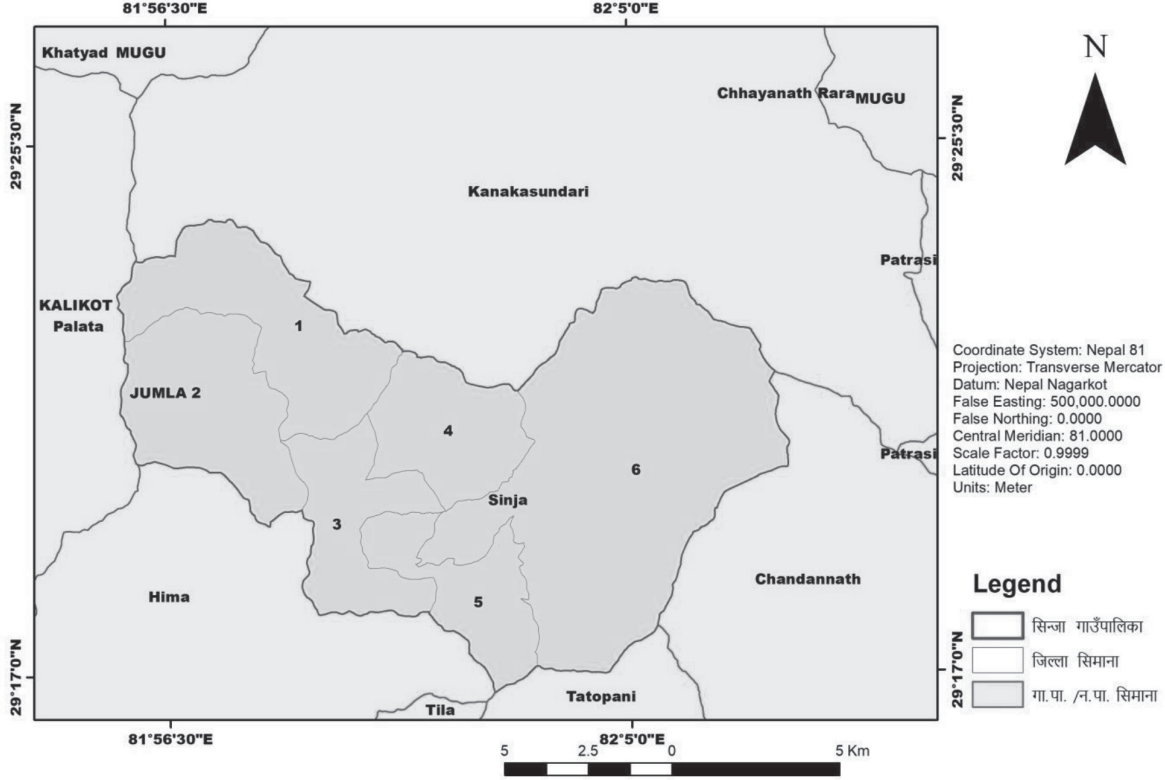 81°56'30"E
82°5'0"E
N
Khatyad MUGU
Chhayanath Rara MUGU
29°25'30"N
29°25'30"N
Kanakasundari
Patrasi
KALIKOT
Palata
1
Coordinate System: Nepal 81
Projection: Transverse Mercator
Datum: Nepal Nagarkot
False Easting: 500,000.0000
False Northing: 0.0000
Central Meridian: 81.0000
Scale Factor: 0.9999
Latitude Of Origin: 0.0000
Units: Meter
JUMLA 2
4
Patrasi
6
Sinja
3
Hima
5
Chandannath
Legend
सिन्जा गाउँपालिका
जिल्ला सिमाना
गा.पा. /न.पा. सिमाना
29°17'0"N
29°17'0"N
Tatopani
Tila
81°56'30"E
82°5'0"E
5 2.5 0 5 Km